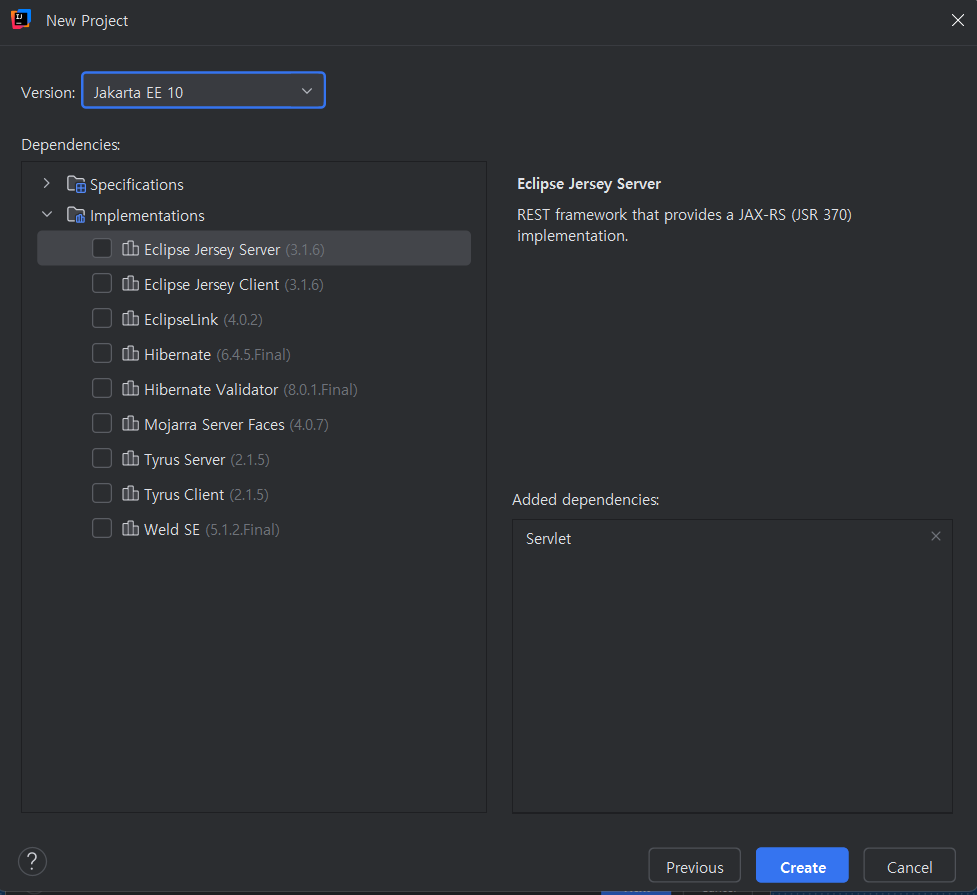 New Project
Version:
Jakarta EE 10
Dependencies:
Specifications
Implementations
Eclipse Jersey Server (3.1.6)
Eclipse Jersey Client (3.1.6)
EclipseLink (4.0.2)
Hibernate (6.4.5.Final)
Hibernate Validator (8.0.1.Final)
Mojarra Server Faces (4.0.7)
Tyrus Server (2.1.5)
Tyrus Client (2.1.5)
Weld SE (5.1.2.Final)
Eclipse Jersey Server
REST framework that provides a JAX-RS (JSR 370)
implementation.
Added dependencies:
Servlet
?
Previous
Create
Cancel